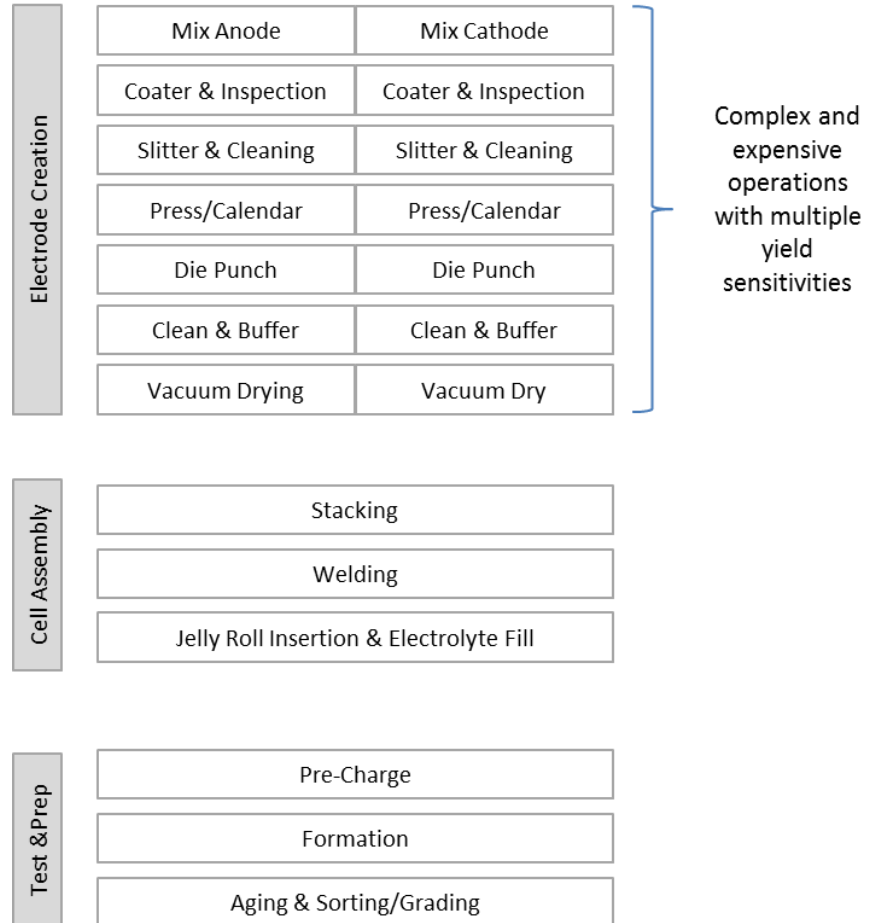 Electrode Creation
Mix Anode
Mix Cathode
Coater & Inspection
Coater & Inspection
Slitter & Cleaning
Slitter & Cleaning
Press/Calendar
Press/Calendar
Die Punch
Die Punch
Clean & Buffer
Clean & Buffer
Vacuum Drying
Vacuum Dry
Complex and
expensive
operations
with multiple
yield
sensitivities
Cell Assembly
Stacking
Welding
Jelly Roll Insertion & Electrolyte Fill
Test &Prep
Pre-Charge
Formation
Aging & Sorting/Grading